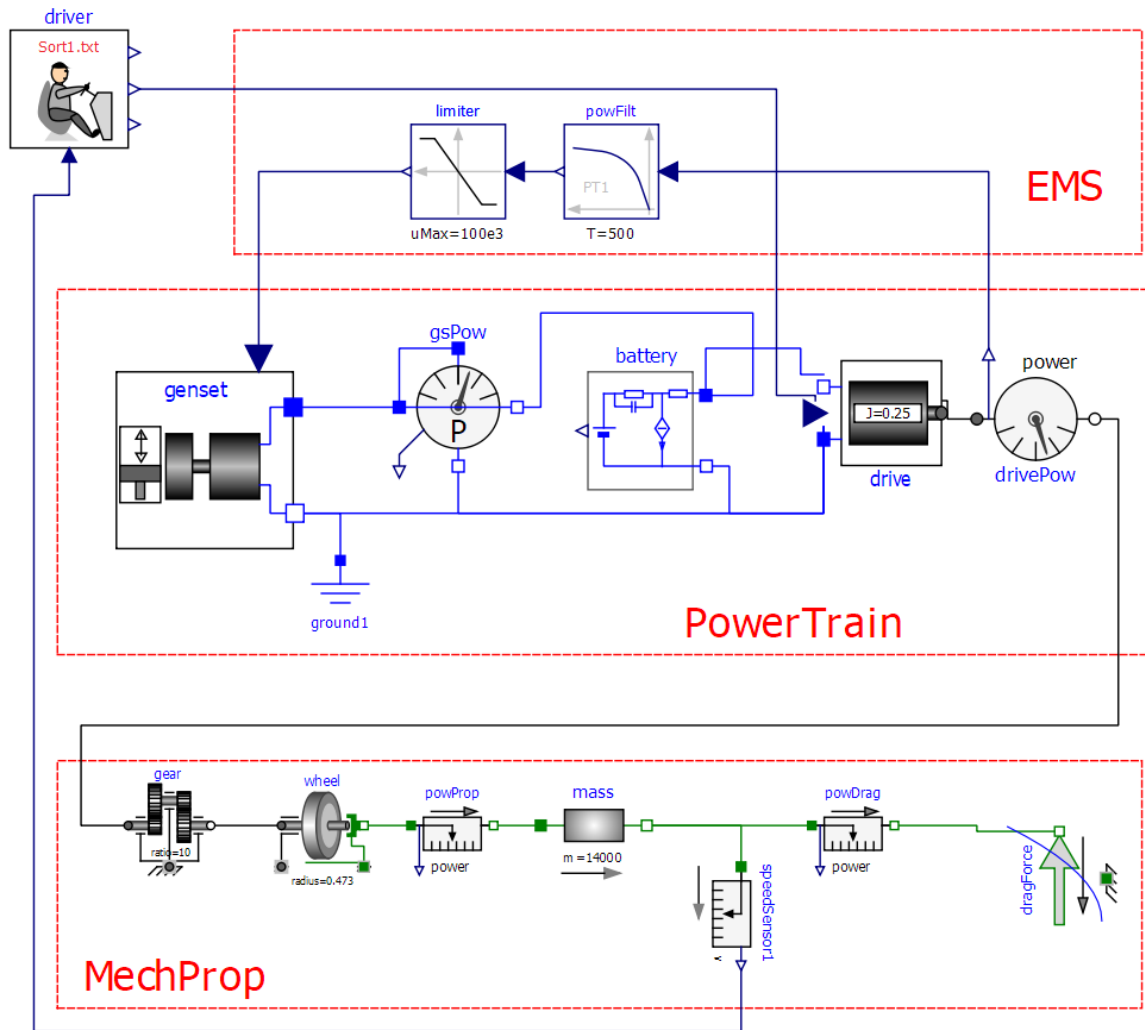 driver
Sort1.txt
limiter
powFilt
PT1
EMS
uMax=100e3
T=500
gsPow
genset
battery
power
P
J=0.25
drive
drivePow
ground1
PowerTrain
gear
wheel
powProp
mass
powDrag
ratio=10
radius=0.473
power
m =14000
power
speedSensor1
dragForce
v
MechProp